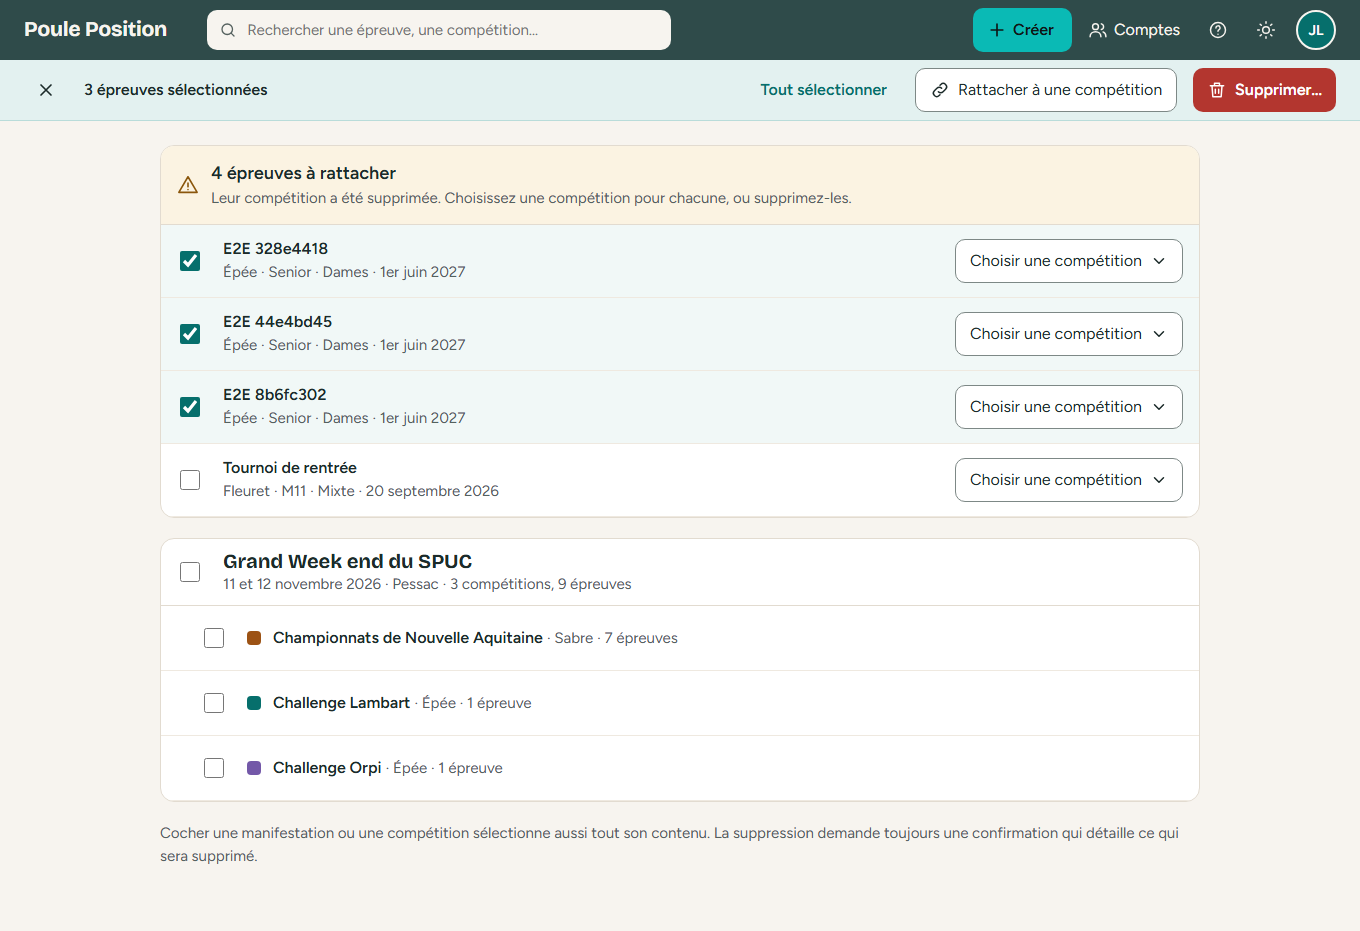 Poule Position
Rechercher une épreuve, une compétition...
Créer
Comptes
JL
3 épreuves sélectionnées
Tout sélectionner
Rattacher à une compétition
Supprimer...
4 épreuves à rattacher
Leur compétition a été supprimée. Choisissez une compétition pour chacune, ou supprimez-les.
E2E 328e4418
Épée · Senior · Dames · 1er juin 2027
Choisir une compétition
E2E 44e4bd45
Épée · Senior · Dames · 1er juin 2027
Choisir une compétition
E2E 8b6fc302
Épée · Senior · Dames · 1er juin 2027
Choisir une compétition
Tournoi de rentrée
Fleuret · M11 · Mixte · 20 septembre 2026
Choisir une compétition
Grand Week end du SPUC
11 et 12 novembre 2026 · Pessac · 3 compétitions, 9 épreuves
Championnats de Nouvelle Aquitaine · Sabre · 7 épreuves
Challenge Lambart · Épée · 1 épreuve
Challenge Orpi · Épée · 1 épreuve
Cocher une manifestation ou une compétition sélectionne aussi tout son contenu. La suppression demande toujours une confirmation qui détaille ce qui
sera supprimé.